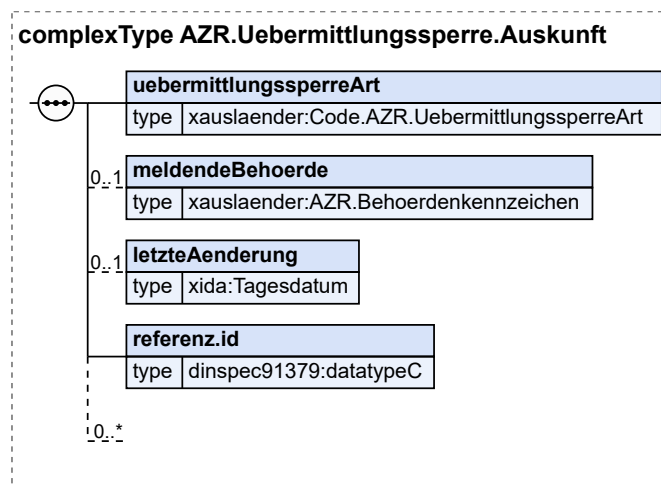 complexType AZR.Uebermittlungssperre.Auskunft
uebermittlungssperreArt
type xauslaender:Code.AZR.UebermittlungssperreArt
0..1 meldendeBehoerde
type xauslaender:AZR.Behoerdenkennzeichen
0..1 letzteAenderung
type xida:Tagesdatum
referenz.id
type dinspec91379:datatypeC
0..*